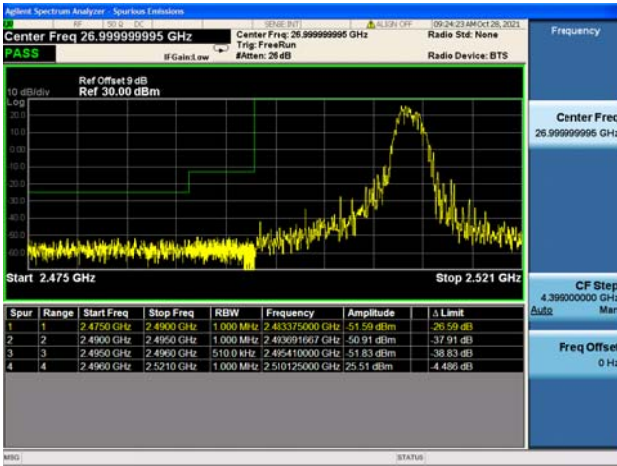 Agilent Spectrum Analyzer - Spurious Emissions
RF 50 Ω DC SENSE:INT ALIGN OFF 09:24:23 AM Oct 28, 2021
Center Freq 26.999999995 GHz
Center Freq: 26.999999995 GHz
Radio Std: None
Trig: FreeRun
PASS
IFGain:Low
#Atten: 26 dB
Radio Device: BTS
Frequency
Ref Offset 9 dB
10 dB/div Ref 30.00 dBm
Log
20.0
10.0
0.00
-10.0
-20.0
-30.0
-40.0
-50.0
-60.0
Start 2.475 GHz Stop 2.521 GHz
Spur Range Start Freq Stop Freq RBW Frequency Amplitude Δ Limit
1 1 2.4750 GHz 2.4900 GHz 1.000 MHz 2.483375000 GHz -51.59 dBm -26.59 dB
2 2 2.4900 GHz 2.4950 GHz 1.000 MHz 2.493691667 GHz -50.91 dBm -37.91 dB
3 3 2.4950 GHz 2.4960 GHz 510.0 kHz 2.495410000 GHz -51.83 dBm -38.83 dB
4 4 2.4960 GHz 2.5210 GHz 1.000 MHz 2.510125000 GHz 25.51 dBm -4.486 dB
Center Freq
26.999999995 GHz
CF Step
4.399000000 GHz
Auto Man
Freq Offset
0 Hz
MSG STATUS